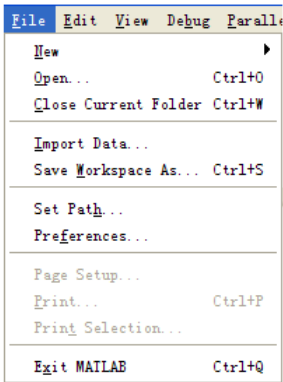 File Edit View Debug
New
Open... Ctrl+O
Close Current Folder Ctrl+W
Import Data...
Save Workspace As... Ctrl+S
Set Path...
Preferences...
Page Setup...
Print... Ctrl+P
Print Selection...
Exit MATLAB Ctrl+Q